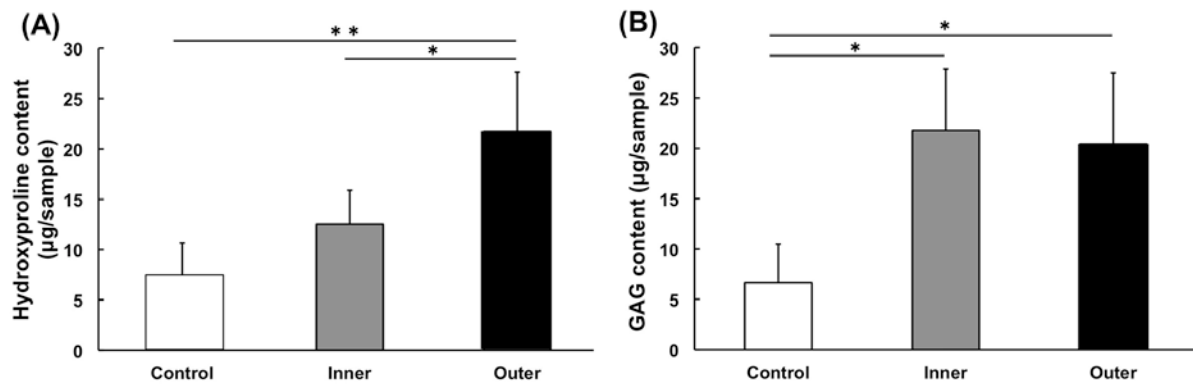 (A)
**
*
Hydroxyproline content
(µg/sample)
30
25
20
15
10
5
0
Control Inner Outer
(B)
*
*
GAG content (µg/sample)
30
25
20
15
10
5
0
Control Inner Outer